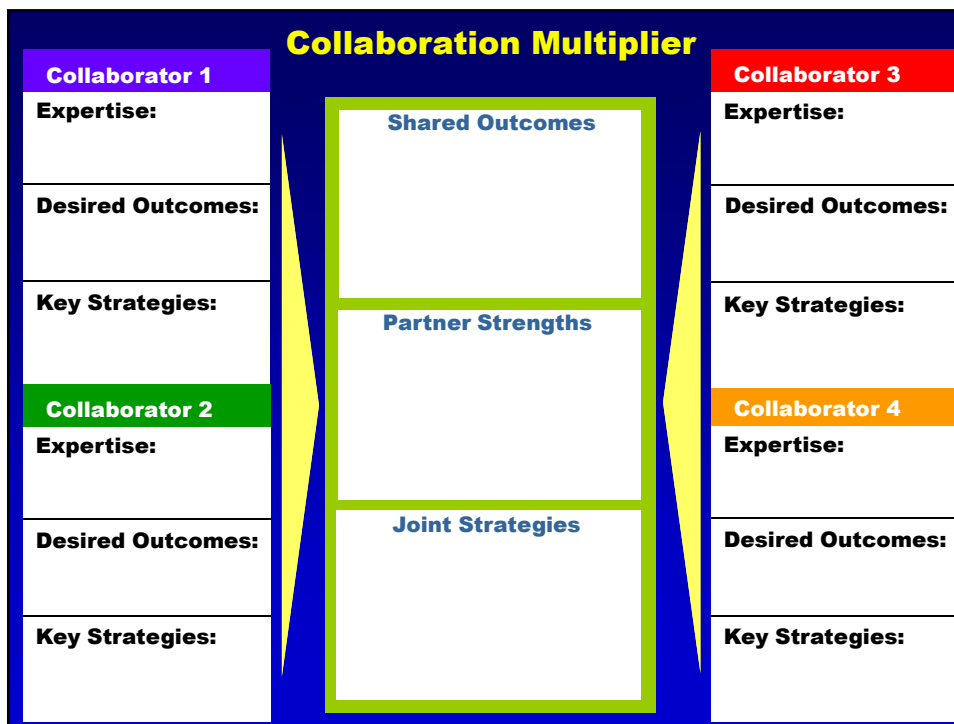 Collaboration Multiplier
Collaborator 1
Expertise:
Desired Outcomes:
Key Strategies:
Collaborator 2
Expertise:
Desired Outcomes:
Key Strategies:
Shared Outcomes
Partner Strengths
Joint Strategies
Collaborator 3
Expertise:
Desired Outcomes:
Key Strategies:
Collaborator 4
Expertise:
Desired Outcomes:
Key Strategies: